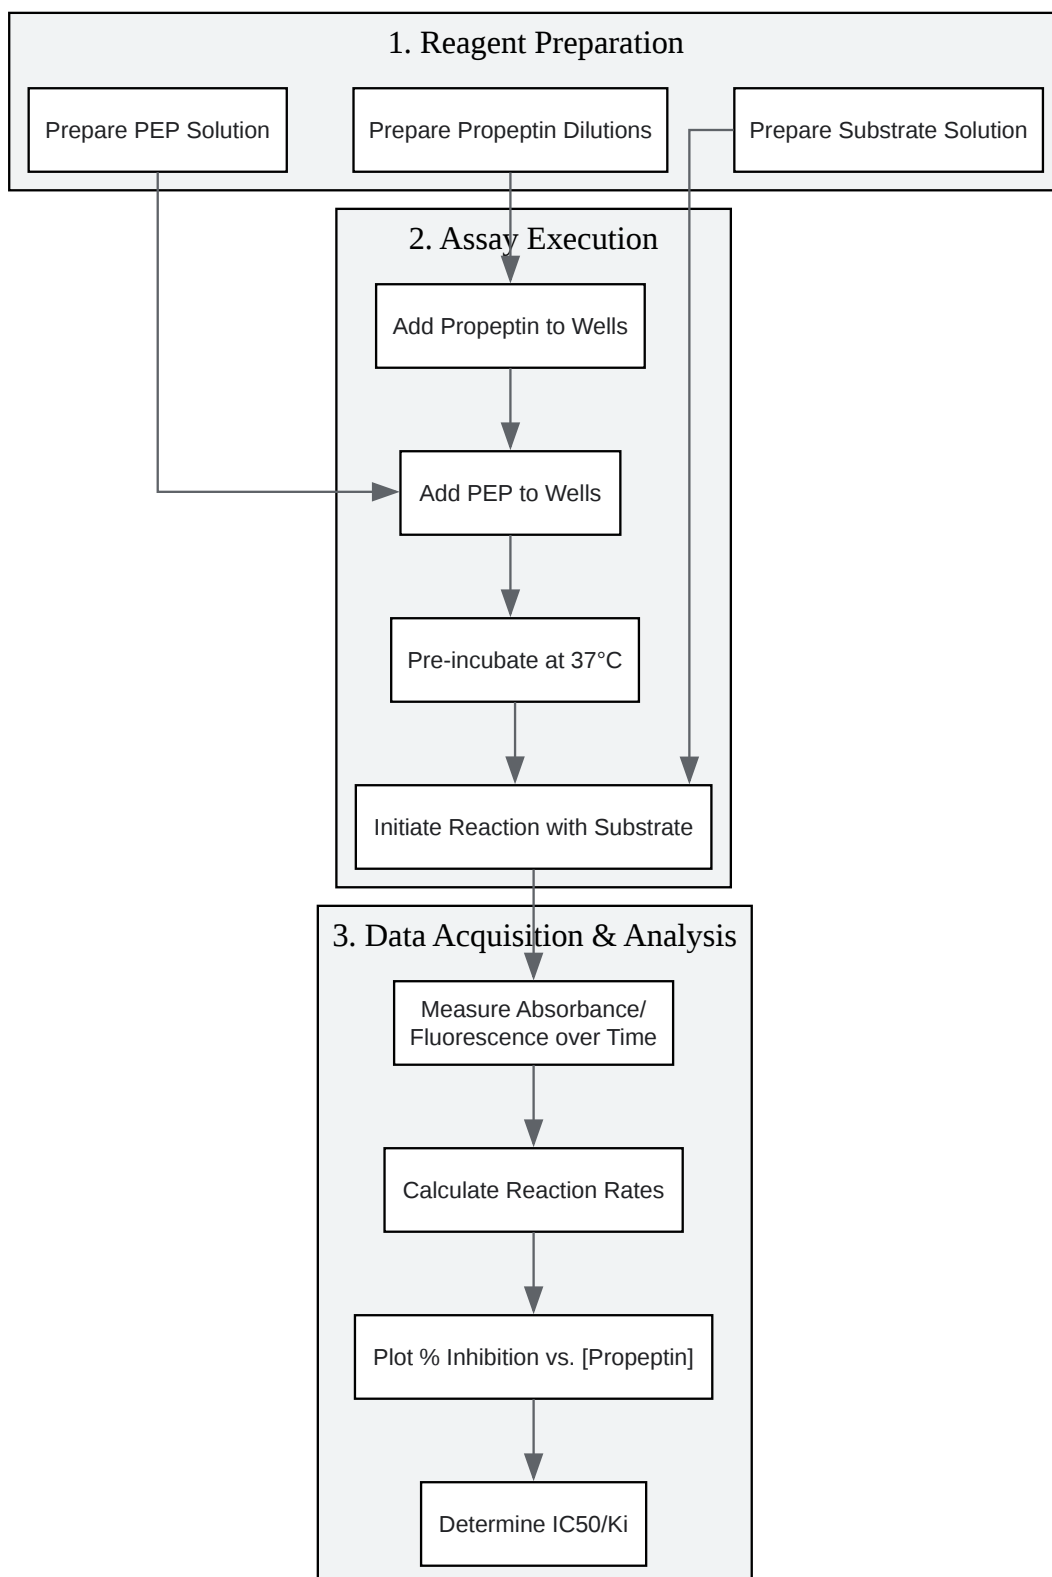 1. Reagent Preparation
Prepare PEP Solution
Prepare Propeptin Dilutions
Prepare Substrate Solution
2. Assay Execution
Add Propeptin to Wells
Add PEP to Wells
Pre-incubate at 37°C
Initiate Reaction with Substrate
3. Data Acquisition & Analysis
Measure Absorbance/
Fluorescence over Time
Calculate Reaction Rates
Plot % Inhibition vs. [Propeptin]
Determine IC50/Ki